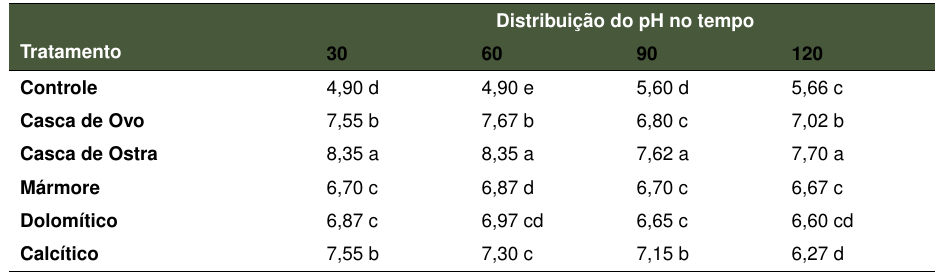 Distribuição do pH no tempo
Tratamento 30 60 90 120
Controle 4,90 d 4,90 e 5,60 d 5,66 c
Casca de Ovo 7,55 b 7,67 b 6,80 c 7,02 b
Casca de Ostra 8,35 a 8,35 a 7,62 a 7,70 a
Mármore 6,70 c 6,87 d 6,70 c 6,67 c
Dolomítico 6,87 c 6,97 cd 6,65 c 6,60 cd
Calcítico 7,55 b 7,30 c 7,15 b 6,27 d